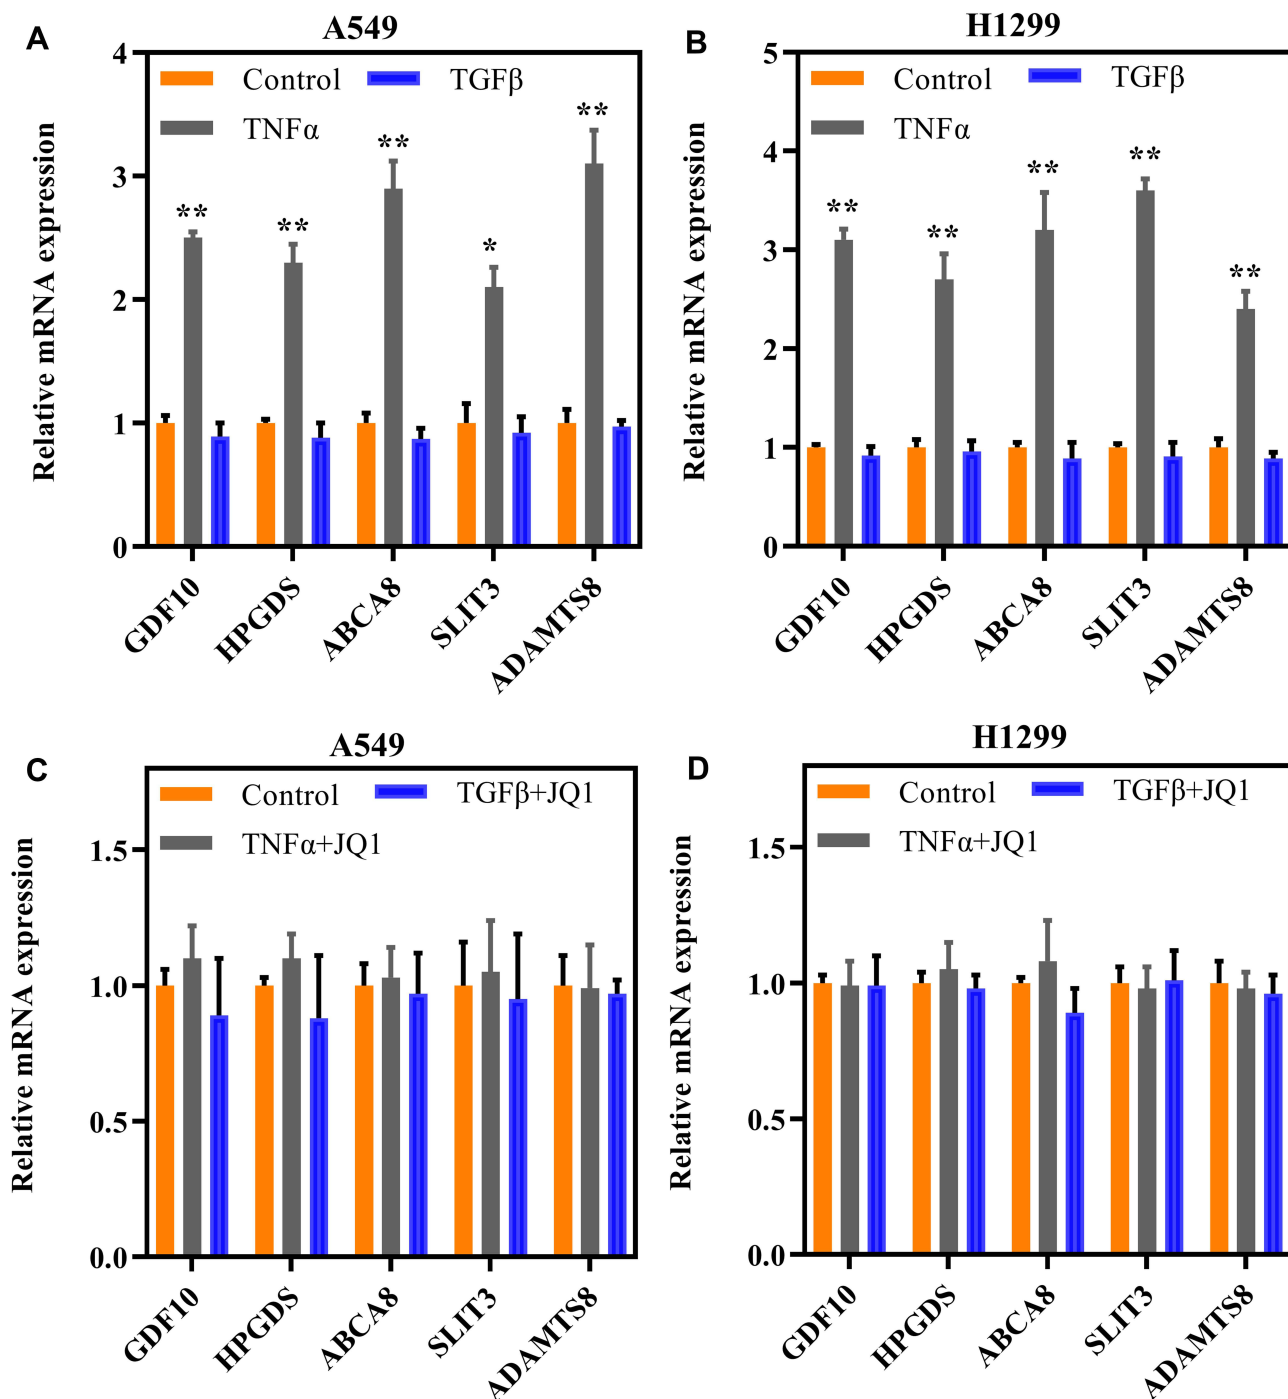 A
A549
Control
TGFβ
TNFα
Relative mRNA expression
4
3
2
1
0
**
**
**
*
**
GDF10
HPGDS
ABCA8
SLIT3
ADAMTS8
B
H1299
Control
TGFβ
TNFα
Relative mRNA expression
5
4
3
2
1
0
**
**
**
**
**
GDF10
HPGDS
ABCA8
SLIT3
ADAMTS8
C
A549
Control
TGFβ+JQ1
TNFα+JQ1
Relative mRNA expression
1.5
1.0
0.5
0.0
GDF10
HPGDS
ABCA8
SLIT3
ADAMTS8
D
H1299
Control
TGFβ+JQ1
TNFα+JQ1
Relative mRNA expression
1.5
1.0
0.5
0.0
GDF10
HPGDS
ABCA8
SLIT3
ADAMTS8